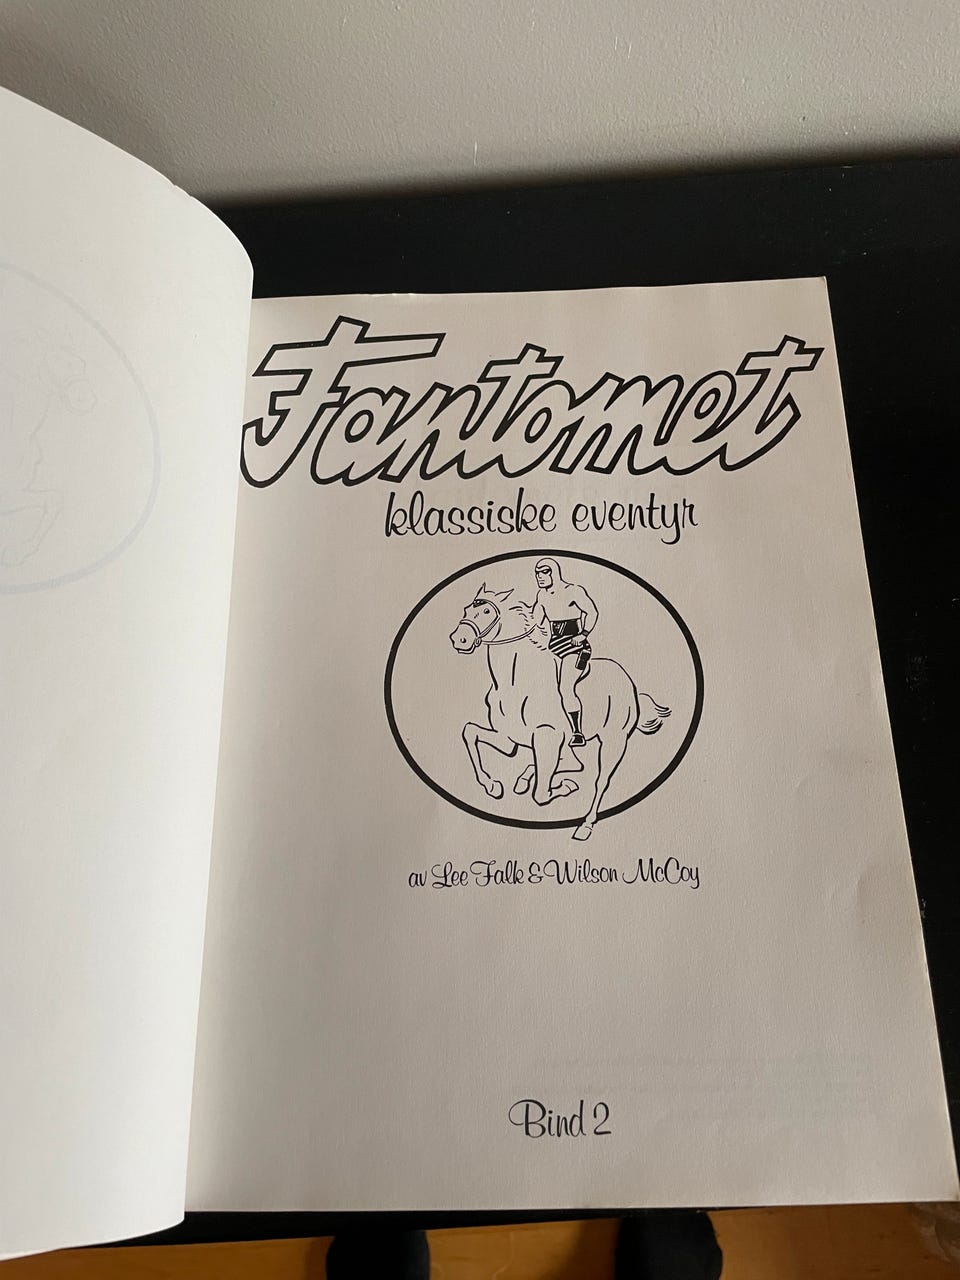 Fantomet
klassiske eventyr
av Lee Falk & Wilson McCoy
Bind 2